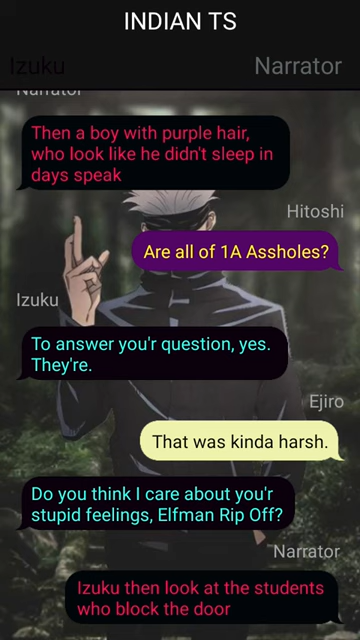 INDIAN TS
Izuku
Narrator
Narrator
Then a boy with purple hair,
who look like he didn't sleep in
days speak
Hitoshi
Are all of 1A Assholes?
Izuku
To answer you'r question, yes.
They're.
Ejiro
That was kinda harsh.
Do you think I care about you'r
stupid feelings, Elfman Rip Off?
Narrator
Izuku then look at the students
who block the door